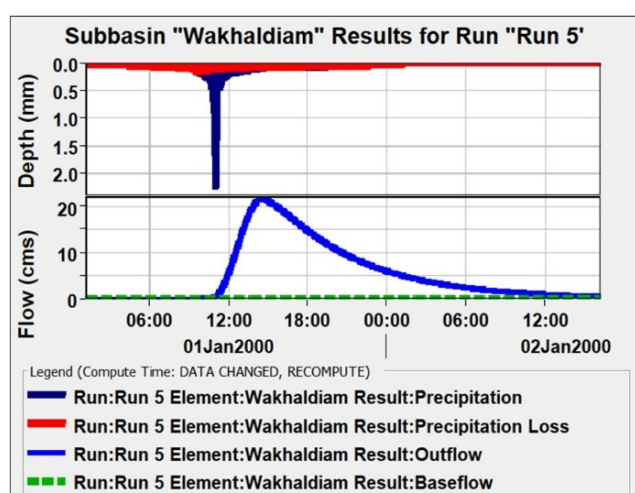 Subbasin "Wakhaldiam" Results for Run "Run 5'
Depth (mm)
0.0
0.5
1.0
1.5
2.0
Flow (cms)
20
10
0
06:00 12:00 18:00 00:00 06:00 12:00
01Jan2000 02Jan2000
Legend (Compute Time: DATA CHANGED, RECOMPUTE)
Run:Run 5 Element:Wakhaldiam Result:Precipitation
Run:Run 5 Element:Wakhaldiam Result:Precipitation Loss
Run:Run 5 Element:Wakhaldiam Result:Outflow
Run:Run 5 Element:Wakhaldiam Result:Baseflow